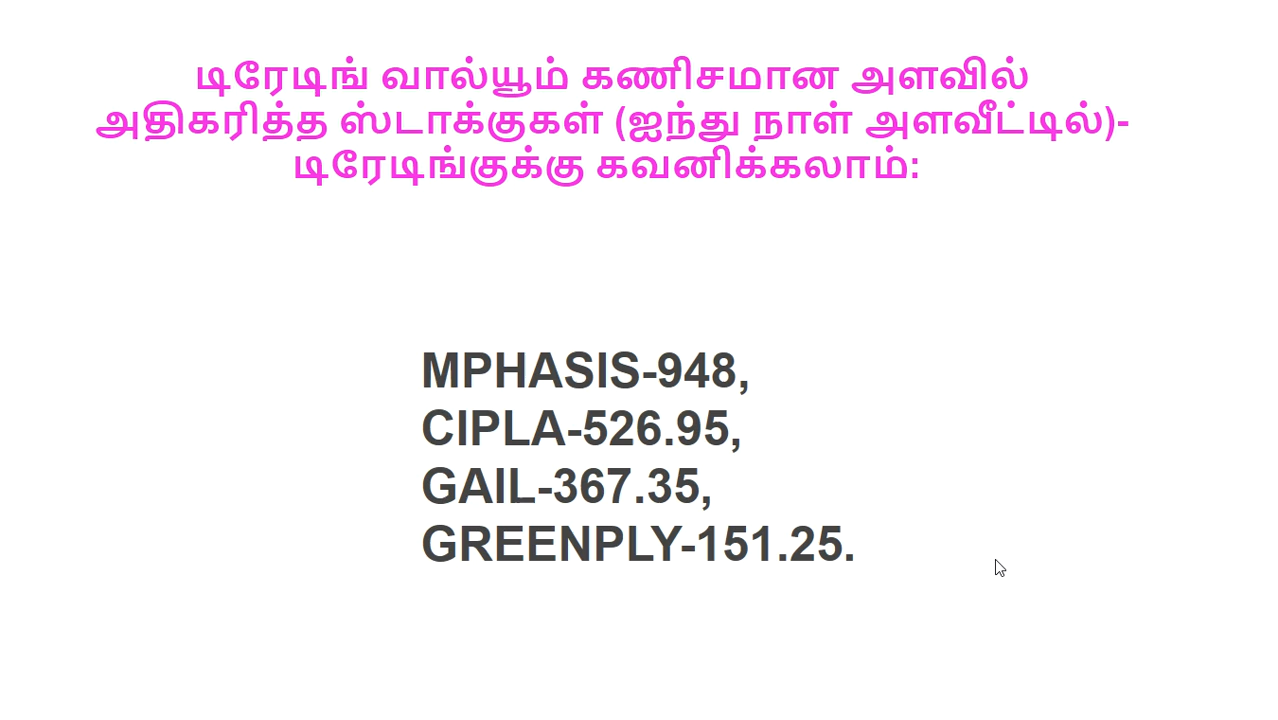 டிரேடிங் வால்யூம் கணிசமான அளவில்
அதிகரித்த ஸ்டாக்குகள் (ஐந்து நாள் அளவீட்டில்)-
டிரேடிங்குக்கு கவனிக்கலாம்:
MPHASIS-948,
CIPLA-526.95,
GAIL-367.35,
GREENPLY-151.25.